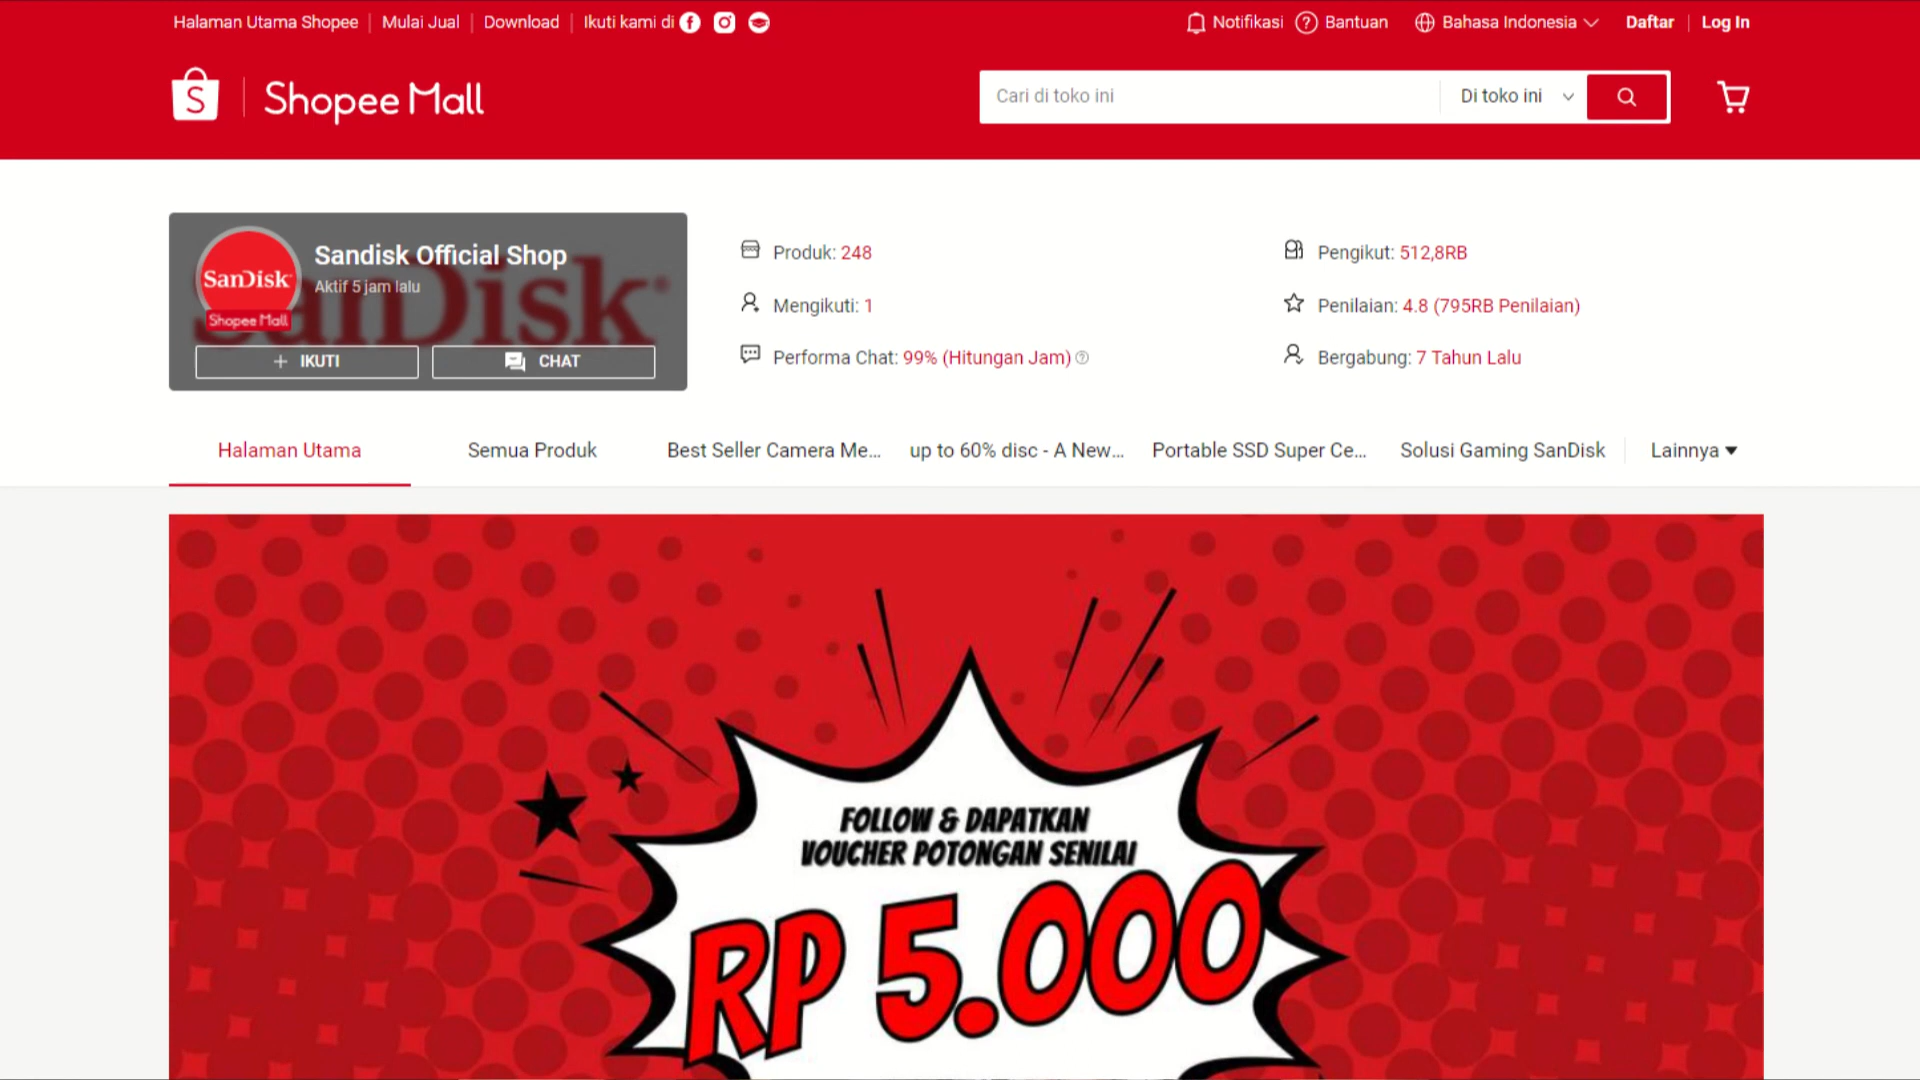 Halaman Utama Shopee Mulai Jual Download Ikuti kami di Notifikasi Bantuan Bahasa Indonesia Daftar Log In
S Shopee Mall Cari di toko ini Di toko ini
SanDisk
Shopee Mall
SanDisk®
Sandisk Official Shop
Aktif 5 jam lalu
+ IKUTI CHAT
Produk: 248
Mengikuti: 1
Performa Chat: 99% (Hitungan Jam)
Pengikut: 512,8RB
Penilaian: 4.8 (795RB Penilaian)
Bergabung: 7 Tahun Lalu
Halaman Utama Semua Produk Best Seller Camera Me... up to 60% disc - A New... Portable SSD Super Ce... Solusi Gaming SanDisk Lainnya
FOLLOW & DAPATKAN
VOUCHER POTONGAN SENILAI
RP 5.000